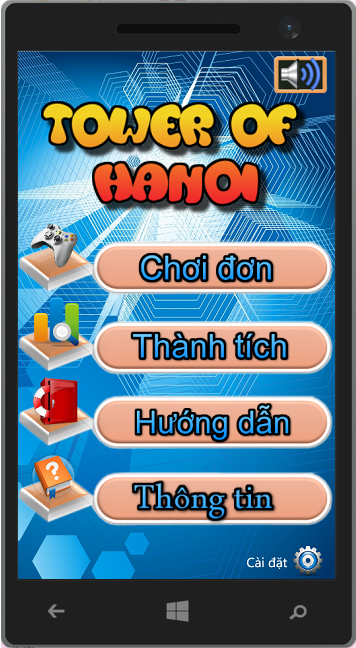 TOWER OF
HANOI
Chơi đơn
Thành tích
Hướng dẫn
Thông tin
Cài đặt